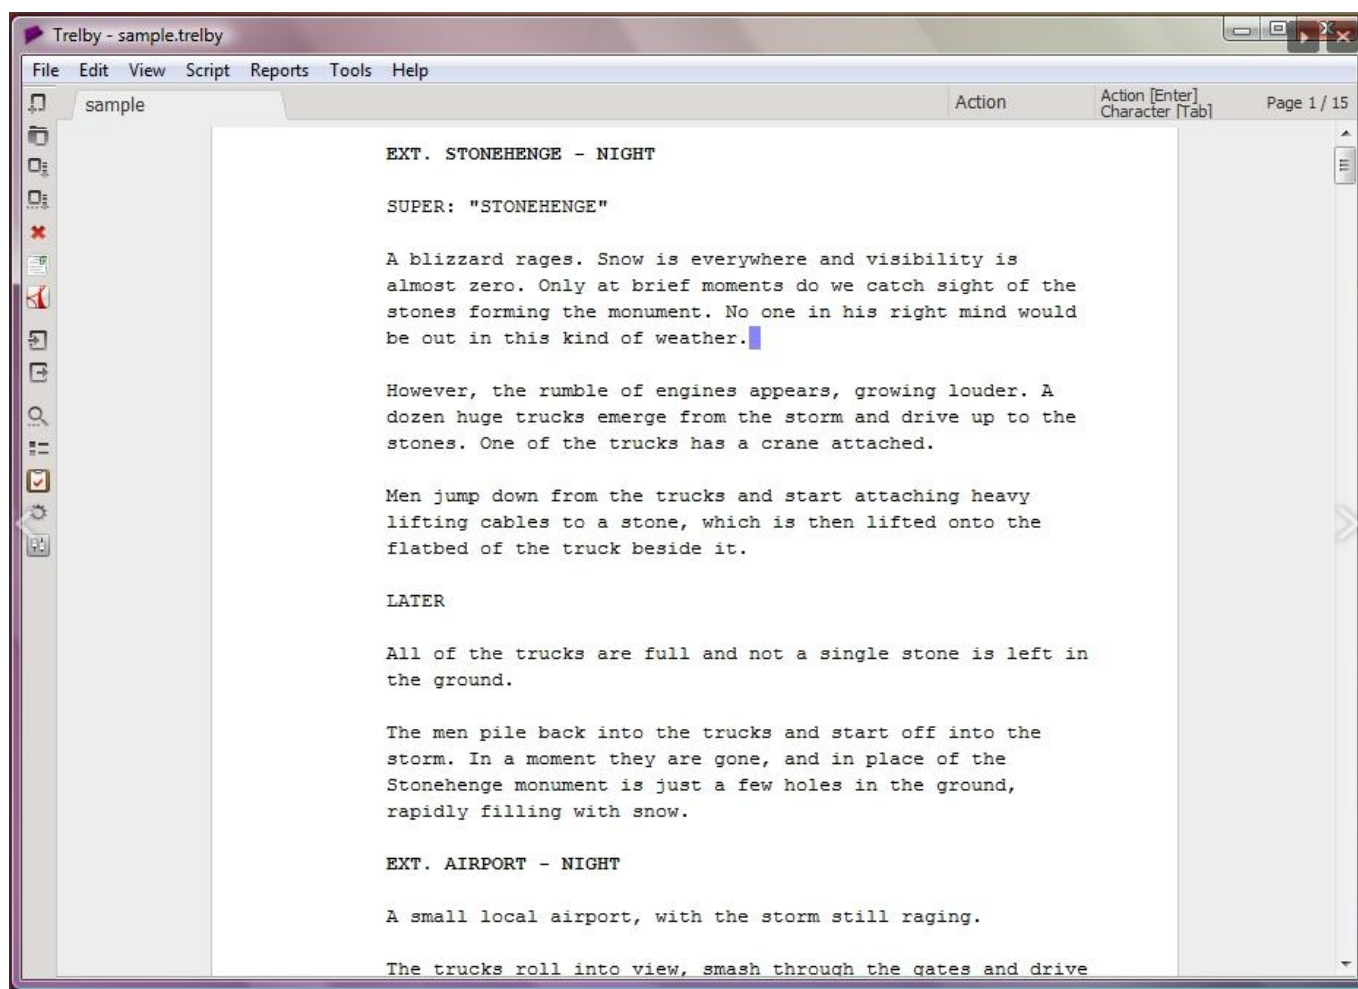 Trelby - sample.trelby
File Edit View Script Reports Tools Help
sample
Action
Action [Enter]
Character [Tab]
Page 1 / 15
EXT. STONEHENGE - NIGHT
SUPER: "STONEHENGE"
A blizzard rages. Snow is everywhere and visibility is
almost zero. Only at brief moments do we catch sight of the
stones forming the monument. No one in his right mind would
be out in this kind of weather.
However, the rumble of engines appears, growing louder. A
dozen huge trucks emerge from the storm and drive up to the
stones. One of the trucks has a crane attached.
Men jump down from the trucks and start attaching heavy
lifting cables to a stone, which is then lifted onto the
flatbed of the truck beside it.
LATER
All of the trucks are full and not a single stone is left in
the ground.
The men pile back into the trucks and start off into the
storm. In a moment they are gone, and in place of the
Stonehenge monument is just a few holes in the ground,
rapidly filling with snow.
EXT. AIRPORT - NIGHT
A small local airport, with the storm still raging.
The trucks roll into view, smash through the gates and drive